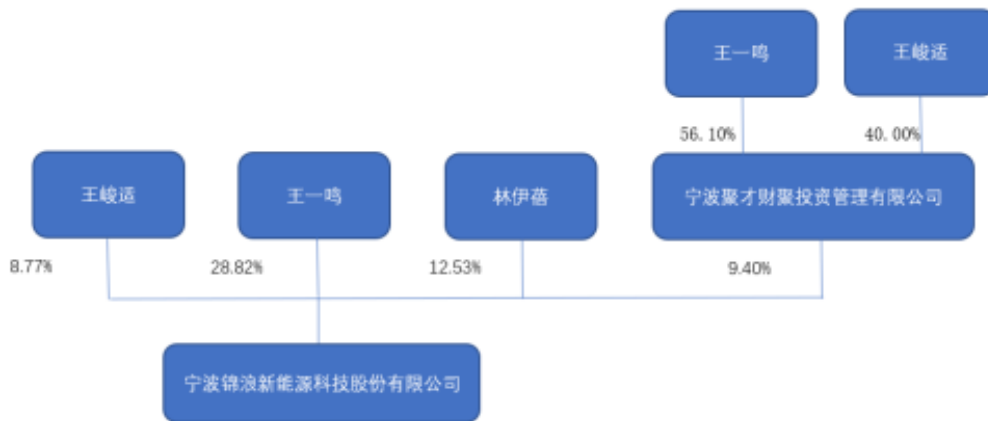 王一鸣
王峻适
56.10%
40.00%
王峻适
王一鸣
林伊蓓
宁波聚才财聚投资管理有限公司
8.77%
28.82%
12.53%
9.40%
宁波锦浪新能源科技股份有限公司